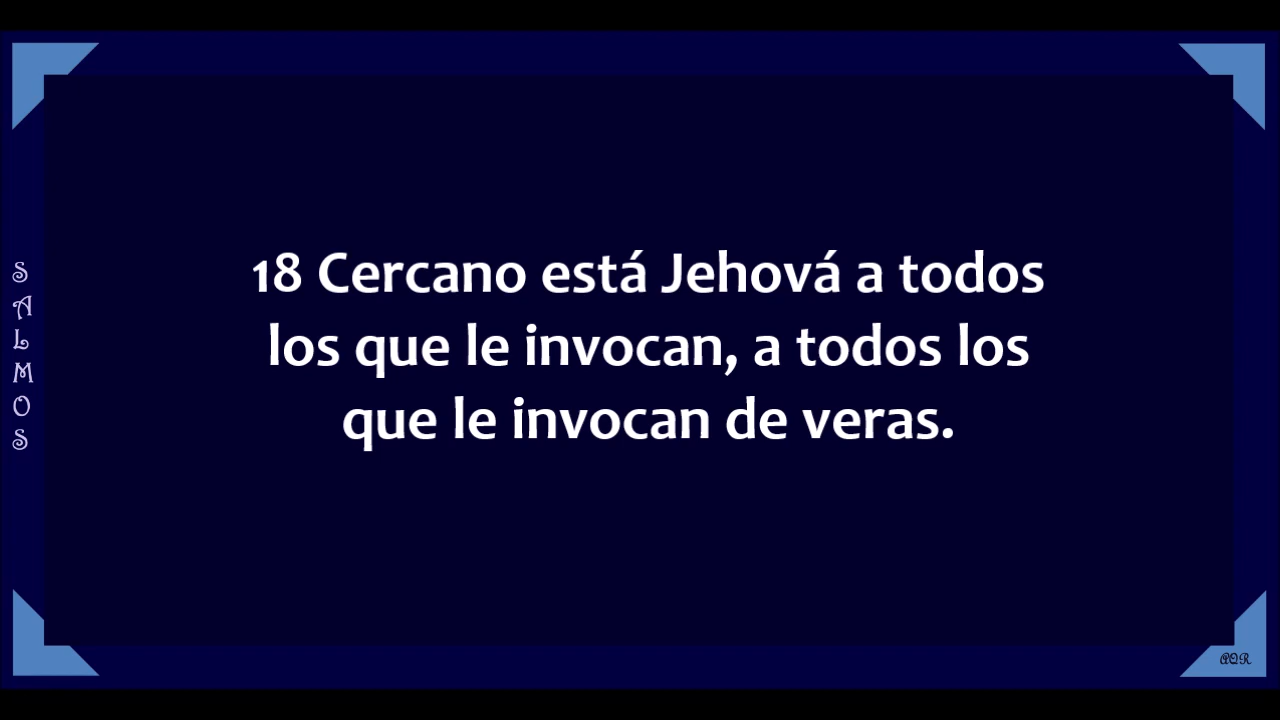 SALMOS
18 Cercano está Jehová a todos
los que le invocan, a todos los
que le invocan de veras.